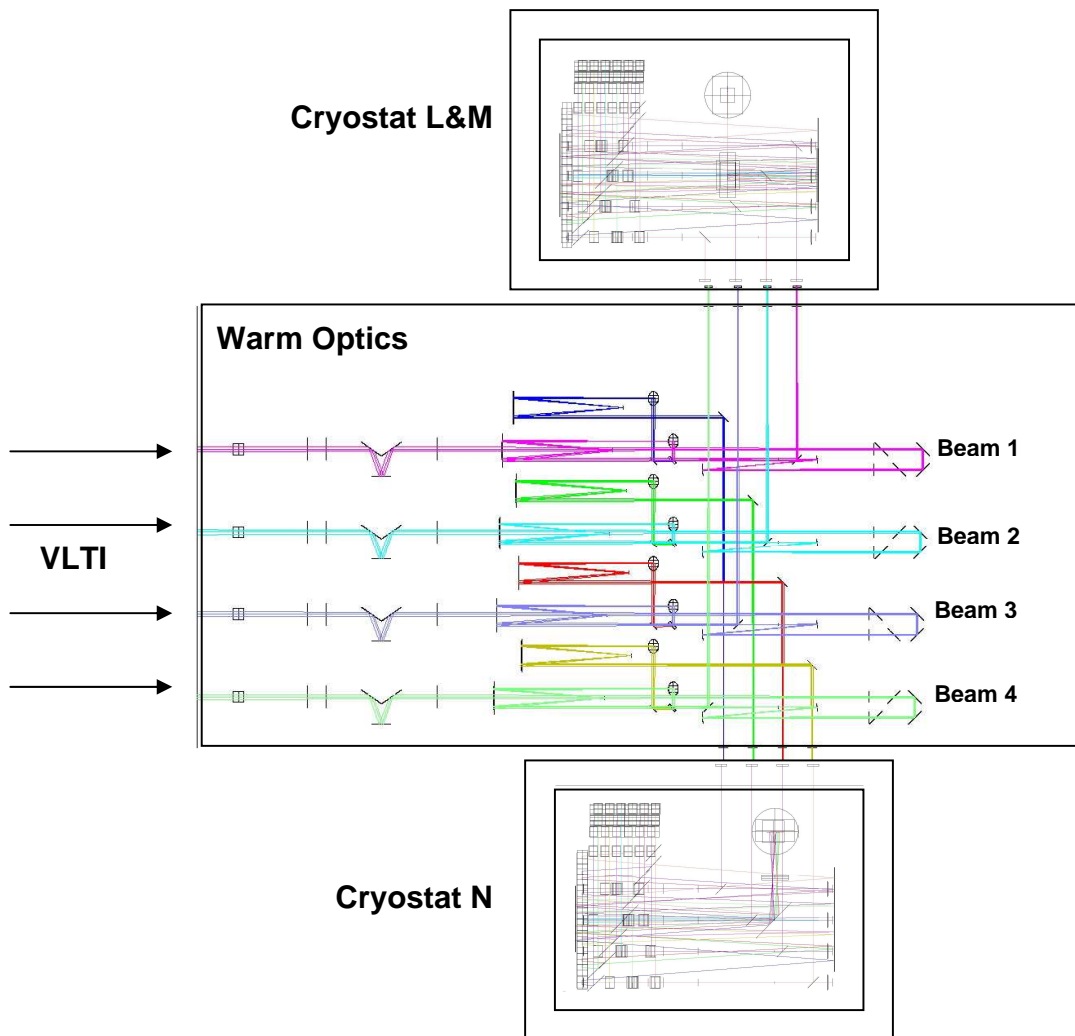 Cryostat L&M
Warm Optics
Beam 1
Beam 2
VLTI
Beam 3
Beam 4
Cryostat N